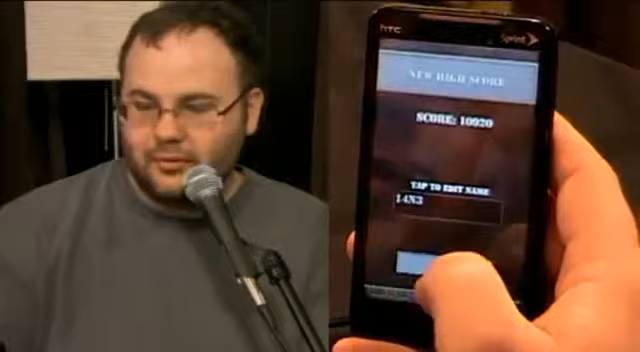 hTC
Sprint
NEW HIGH SCORE
SCORE: 10920
TAP TO EDIT NAME
14N3